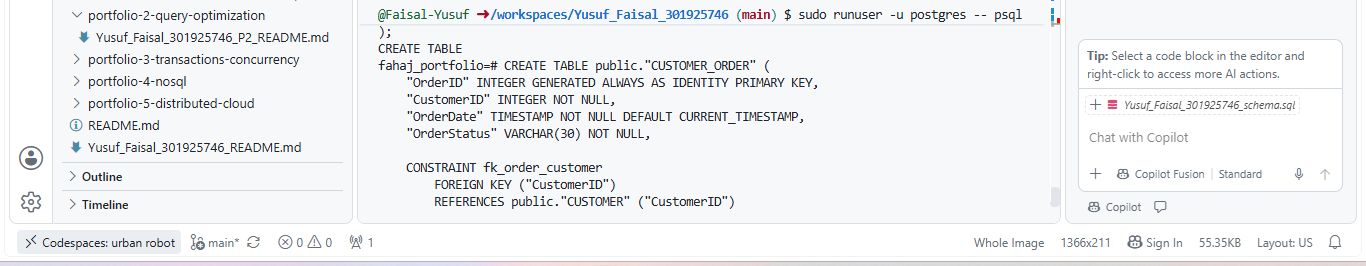 portfolio-2-query-optimization
Yusuf_Faisal_301925746_P2_README.md
portfolio-3-transactions-concurrency
portfolio-4-nosql
portfolio-5-distributed-cloud
README.md
Yusuf_Faisal_301925746_README.md
Outline
Timeline
@Faisal-Yusuf ➜/workspaces/Yusuf_Faisal_301925746 (main) $ sudo runuser -u postgres -- psql
);
CREATE TABLE
fahaj_portfolio=# CREATE TABLE public."CUSTOMER_ORDER" (
    "OrderID" INTEGER GENERATED ALWAYS AS IDENTITY PRIMARY KEY,
    "CustomerID" INTEGER NOT NULL,
    "OrderDate" TIMESTAMP NOT NULL DEFAULT CURRENT_TIMESTAMP,
    "OrderStatus" VARCHAR(30) NOT NULL,
    CONSTRAINT fk_order_customer
        FOREIGN KEY ("CustomerID")
        REFERENCES public."CUSTOMER" ("CustomerID")
Tip: Select a code block in the editor and
right-click to access more AI actions.
Yusuf_Faisal_301925746_schema.sql
Chat with Copilot
Copilot Fusion | Standard
Copilot
Codespaces: urban robot
main*
0
0
1
Whole Image
1366x211
Sign In
55.35KB
Layout: US